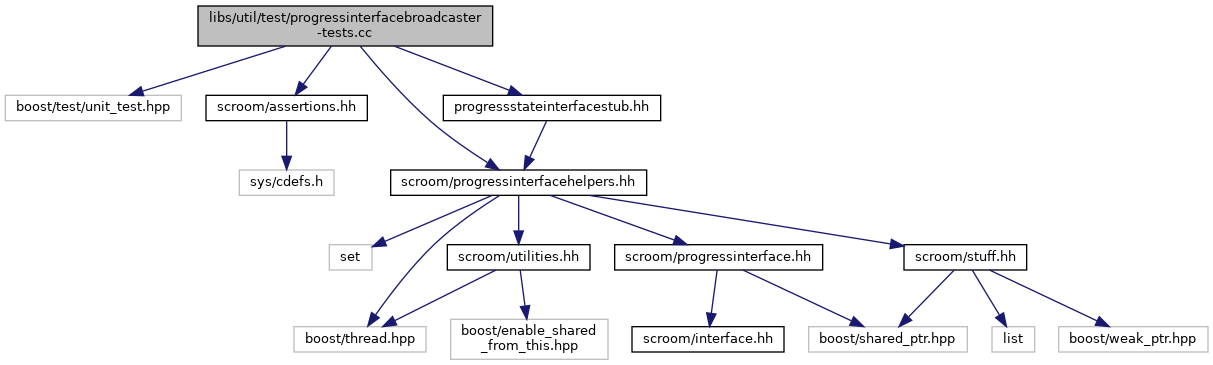 libs/util/test/progressinterfacebroadcaster
-tests.cc
boost/test/unit_test.hpp
scroom/assertions.hh
progressstateinterfacestub.hh
sys/cdefs.h
scroom/progressinterfacehelpers.hh
set
scroom/utilities.hh
scroom/progressinterface.hh
scroom/stuff.hh
boost/thread.hpp
boost/enable_shared
_from_this.hpp
scroom/interface.hh
boost/shared_ptr.hpp
list
boost/weak_ptr.hpp